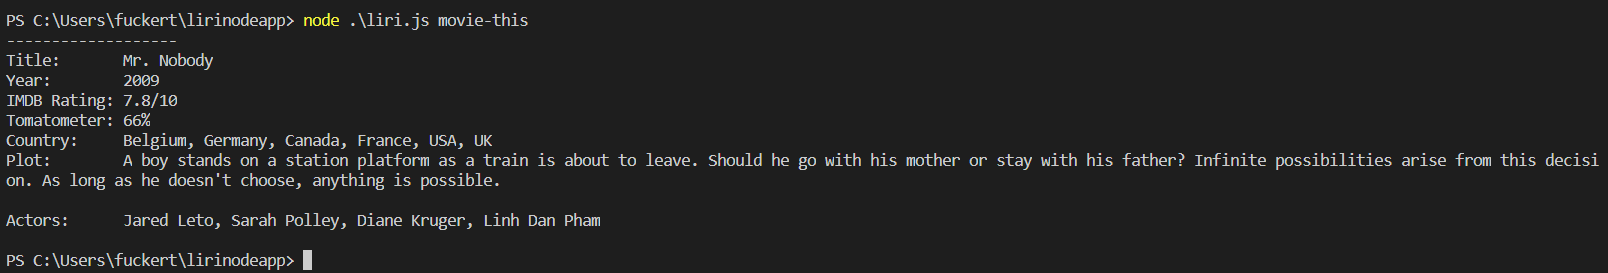 PS C:\Users\fuckert\lirinodeapp> node .\liri.js movie-this
-------------------
Title:       Mr. Nobody
Year:        2009
IMDB Rating: 7.8/10
Tomatometer: 66%
Country:     Belgium, Germany, Canada, France, USA, UK
Plot:        A boy stands on a station platform as a train is about to leave. Should he go with his mother or stay with his father? Infinite possibilities arise from this decisi
on. As long as he doesn't choose, anything is possible.
Actors:      Jared Leto, Sarah Polley, Diane Kruger, Linh Dan Pham
PS C:\Users\fuckert\lirinodeapp>